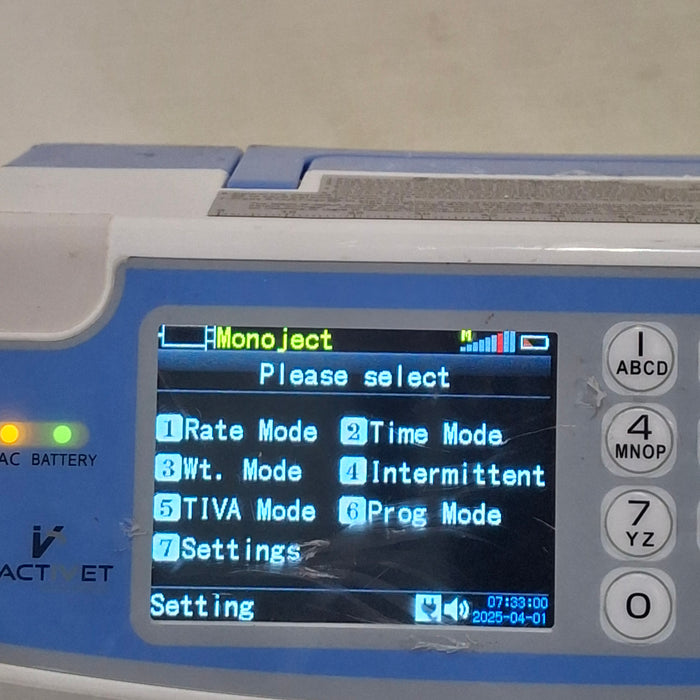 Monoject
M
Please select
1 Rate Mode 2 Time Mode
3 Wt. Mode 4 Intermittent
5 TIVA Mode 6 Prog Mode
7 Settings
Setting
07:33:00
2025-04-01
AC BATTERY
ACTIVET
1
ABCD
4
MNOP
7
YZ
0